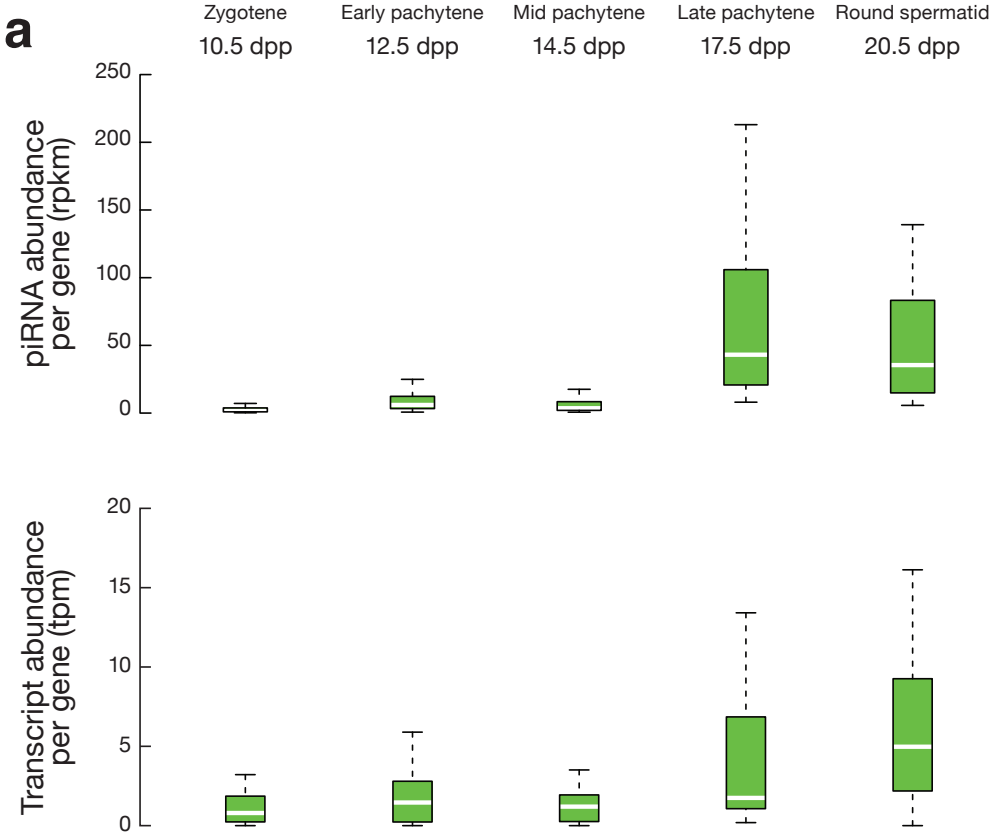 a
Zygotene Early pachytene Mid pachytene Late pachytene Round spermatid
10.5 dpp 12.5 dpp 14.5 dpp 17.5 dpp 20.5 dpp
piRNA abundance
per gene (rpkm)
250
200
150
100
50
0
Transcript abundance
per gene (tpm)
20
15
10
5
0